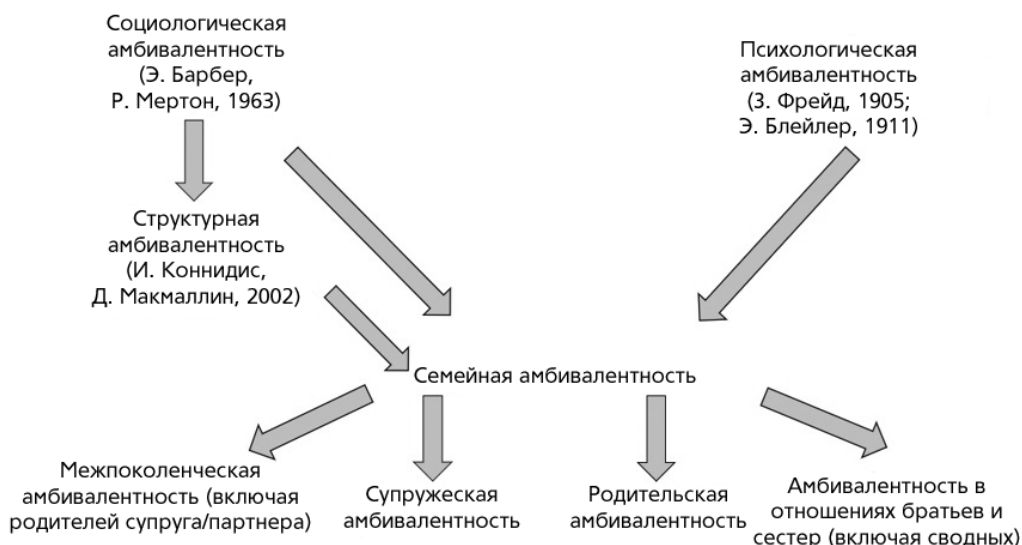 Социологическая
амбивалентность
(Э. Барбер,
Р. Мертон, 1963)
Психологическая
амбивалентность
(З. Фрейд, 1905;
Э. Блейлер, 1911)
Структурная
амбивалентность
(И. Коннидис,
Д. Макмаллин, 2002)
Семейная амбивалентность
Межпоколенческая
амбивалентность (включая
родителей супруга/партнера)
Супружеская
амбивалентность
Родительская
амбивалентность
Амбивалентность в
отношениях братьев и
сестер (включая сводных)